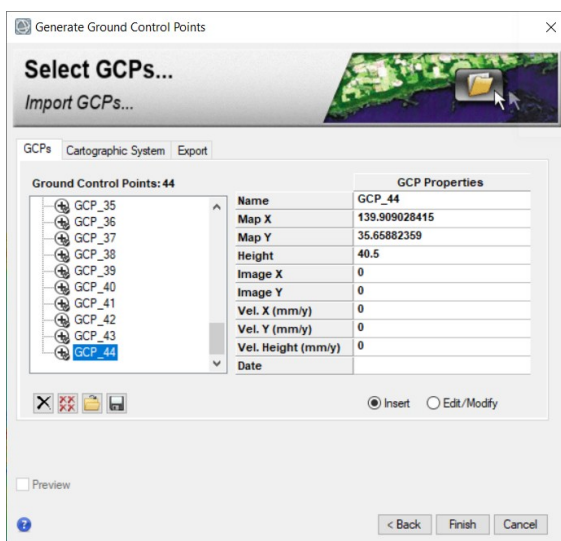 Generate Ground Control Points
Select GCPs...
Import GCPs...
GCPs Cartographic System Export
Ground Control Points: 44
GCP_35
GCP_36
GCP_37
GCP_38
GCP_39
GCP_40
GCP_41
GCP_42
GCP_43
GCP_44
GCP Properties
Name GCP_44
Map X 139.909028415
Map Y 35.65882359
Height 40.5
Image X 0
Image Y 0
Vel. X (mm/y) 0
Vel. Y (mm/y) 0
Vel. Height (mm/y) 0
Date
Insert Edit/Modify
Preview
< Back Finish Cancel